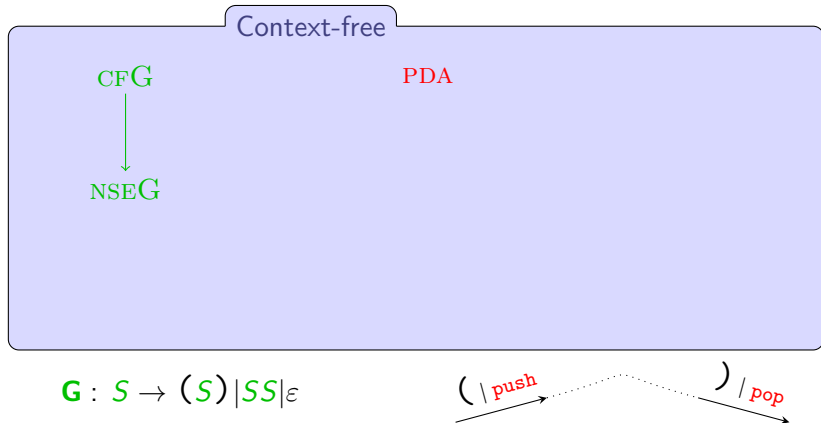 Context-free
CFG PDA
NSEG
G : S → (S)|SS|ε
( | push
) | pop